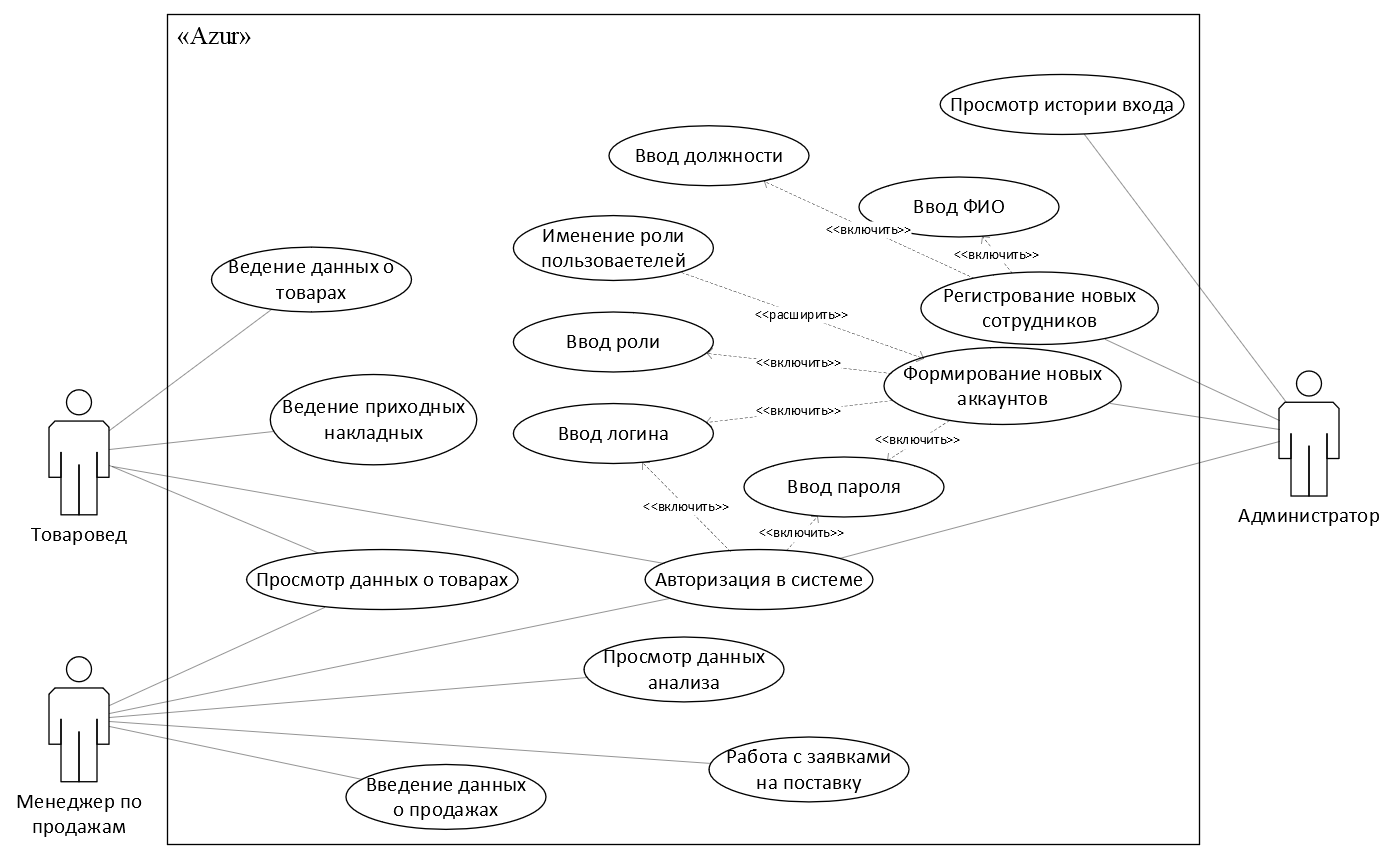 «Azur»
Просмотр истории входа
Ввод должности
Ввод ФИО
<<включить>>
Именение роли
пользоваетелей
<<включить>>
Ведение данных о
товарах
Регистрование новых
сотрудников
<<расширить>>
Ввод роли
<<включить>>
Формирование новых
аккаунтов
Ведение приходных
накладных
<<включить>>
Ввод логина
<<включить>>
Ввод пароля
<<включить>>
<<включить>>
Товаровед
Администратор
Просмотр данных о товарах
Авторизация в системе
Просмотр данных
анализа
Работа с заявками
на поставку
Введение данных
о продажах
Менеджер по
продажам